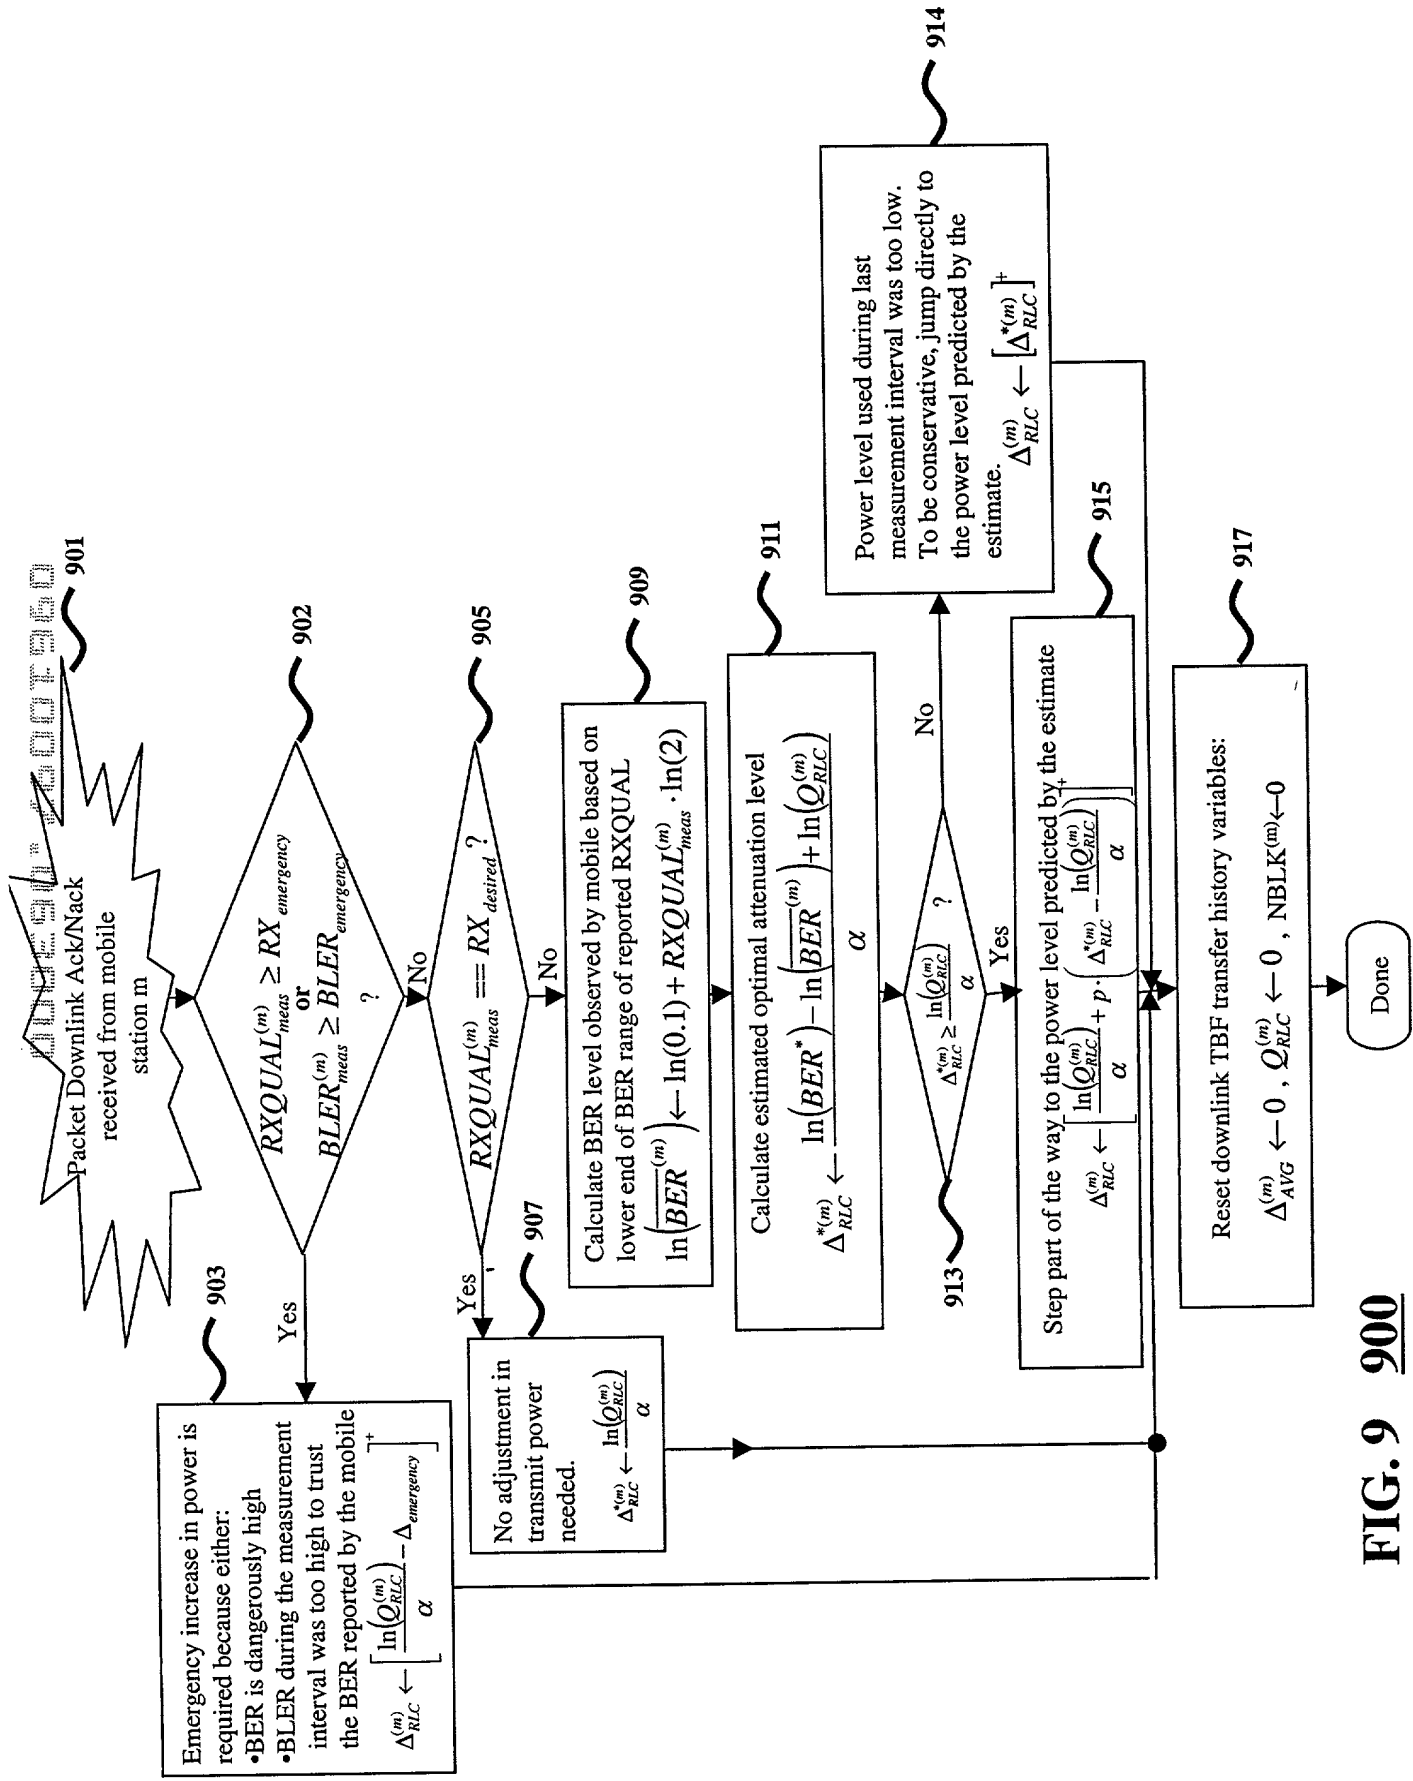 901
Packet Downlink Ack/Nack
received from mobile
station m
902
RXQUAL_meas^(m) ≥ RX_emergency
or
BLER_meas^(m) ≥ BLER_emergency
?
Yes
No
903
Emergency increase in power is
required because either:
•BER is dangerously high
•BLER during the measurement
interval was too high to trust
the BER reported by the mobile
Δ_RLC^(m) ← [ln(Q_RLC^(m))/α − Δ_emergency]^+
905
RXQUAL_meas^(m) == RX_desired ?
Yes
No
907
No adjustment in
transmit power
needed.
Δ_RLC^*(m) ← ln(Q_RLC^(m))/α
909
Calculate BER level observed by mobile based on
lower end of BER range of reported RXQUAL
ln(B̅E̅R̅^(m)) ← ln(0.1) + RXQUAL_meas^(m) · ln(2)
911
Calculate estimated optimal attenuation level
Δ_RLC^*(m) ← (ln(BER^*) − ln(B̅E̅R̅^(m)) + ln(Q_RLC^(m)))/α
913
Δ_RLC^*(m) ≥ ln(Q_RLC^(m))/α ?
No
Yes
914
Power level used during last
measurement interval was too low.
To be conservative, jump directly to
the power level predicted by the
estimate.
Δ_RLC^(m) ← [Δ_RLC^*(m)]^+
915
Step part of the way to the power level predicted by the estimate
Δ_RLC^(m) ← [ln(Q_RLC^(m))/α + p·(Δ_RLC^*(m) − ln(Q_RLC^(m))/α)]^+
917
Reset downlink TBF transfer history variables:
Δ_AVG^(m) ← 0 , Q_RLC^(m) ← 0 , NBLK^(m)←0
Done
FIG. 9 900